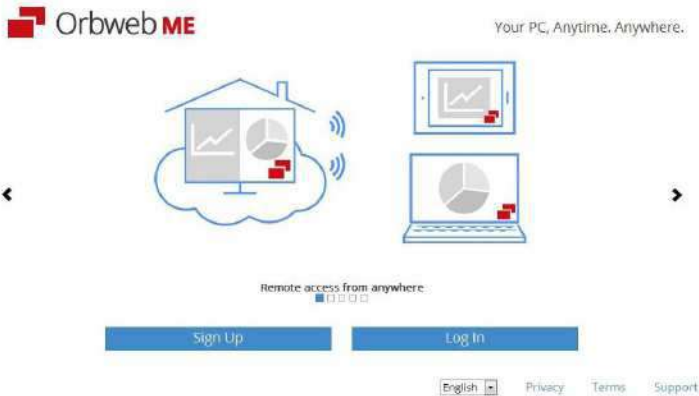 Orbweb ME
Your PC, Anytime. Anywhere.
Remote access from anywhere
Sign Up
Log In
English
Privacy
Terms
Support